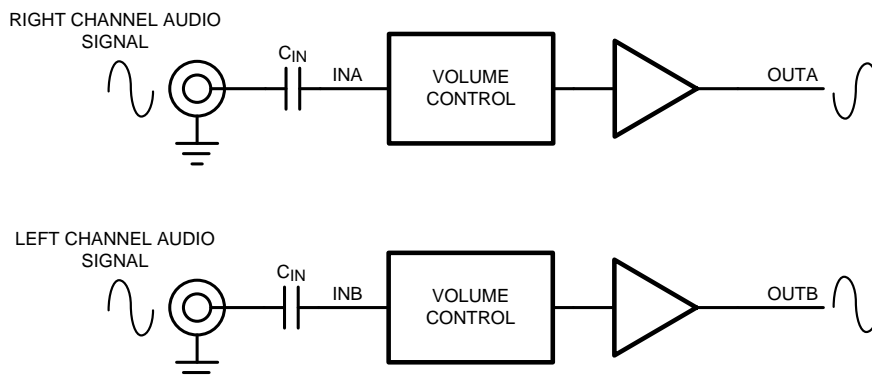 RIGHT CHANNEL AUDIO
SIGNAL
CIN
INA
VOLUME
CONTROL
OUTA
LEFT CHANNEL AUDIO
SIGNAL
CIN
INB
VOLUME
CONTROL
OUTB